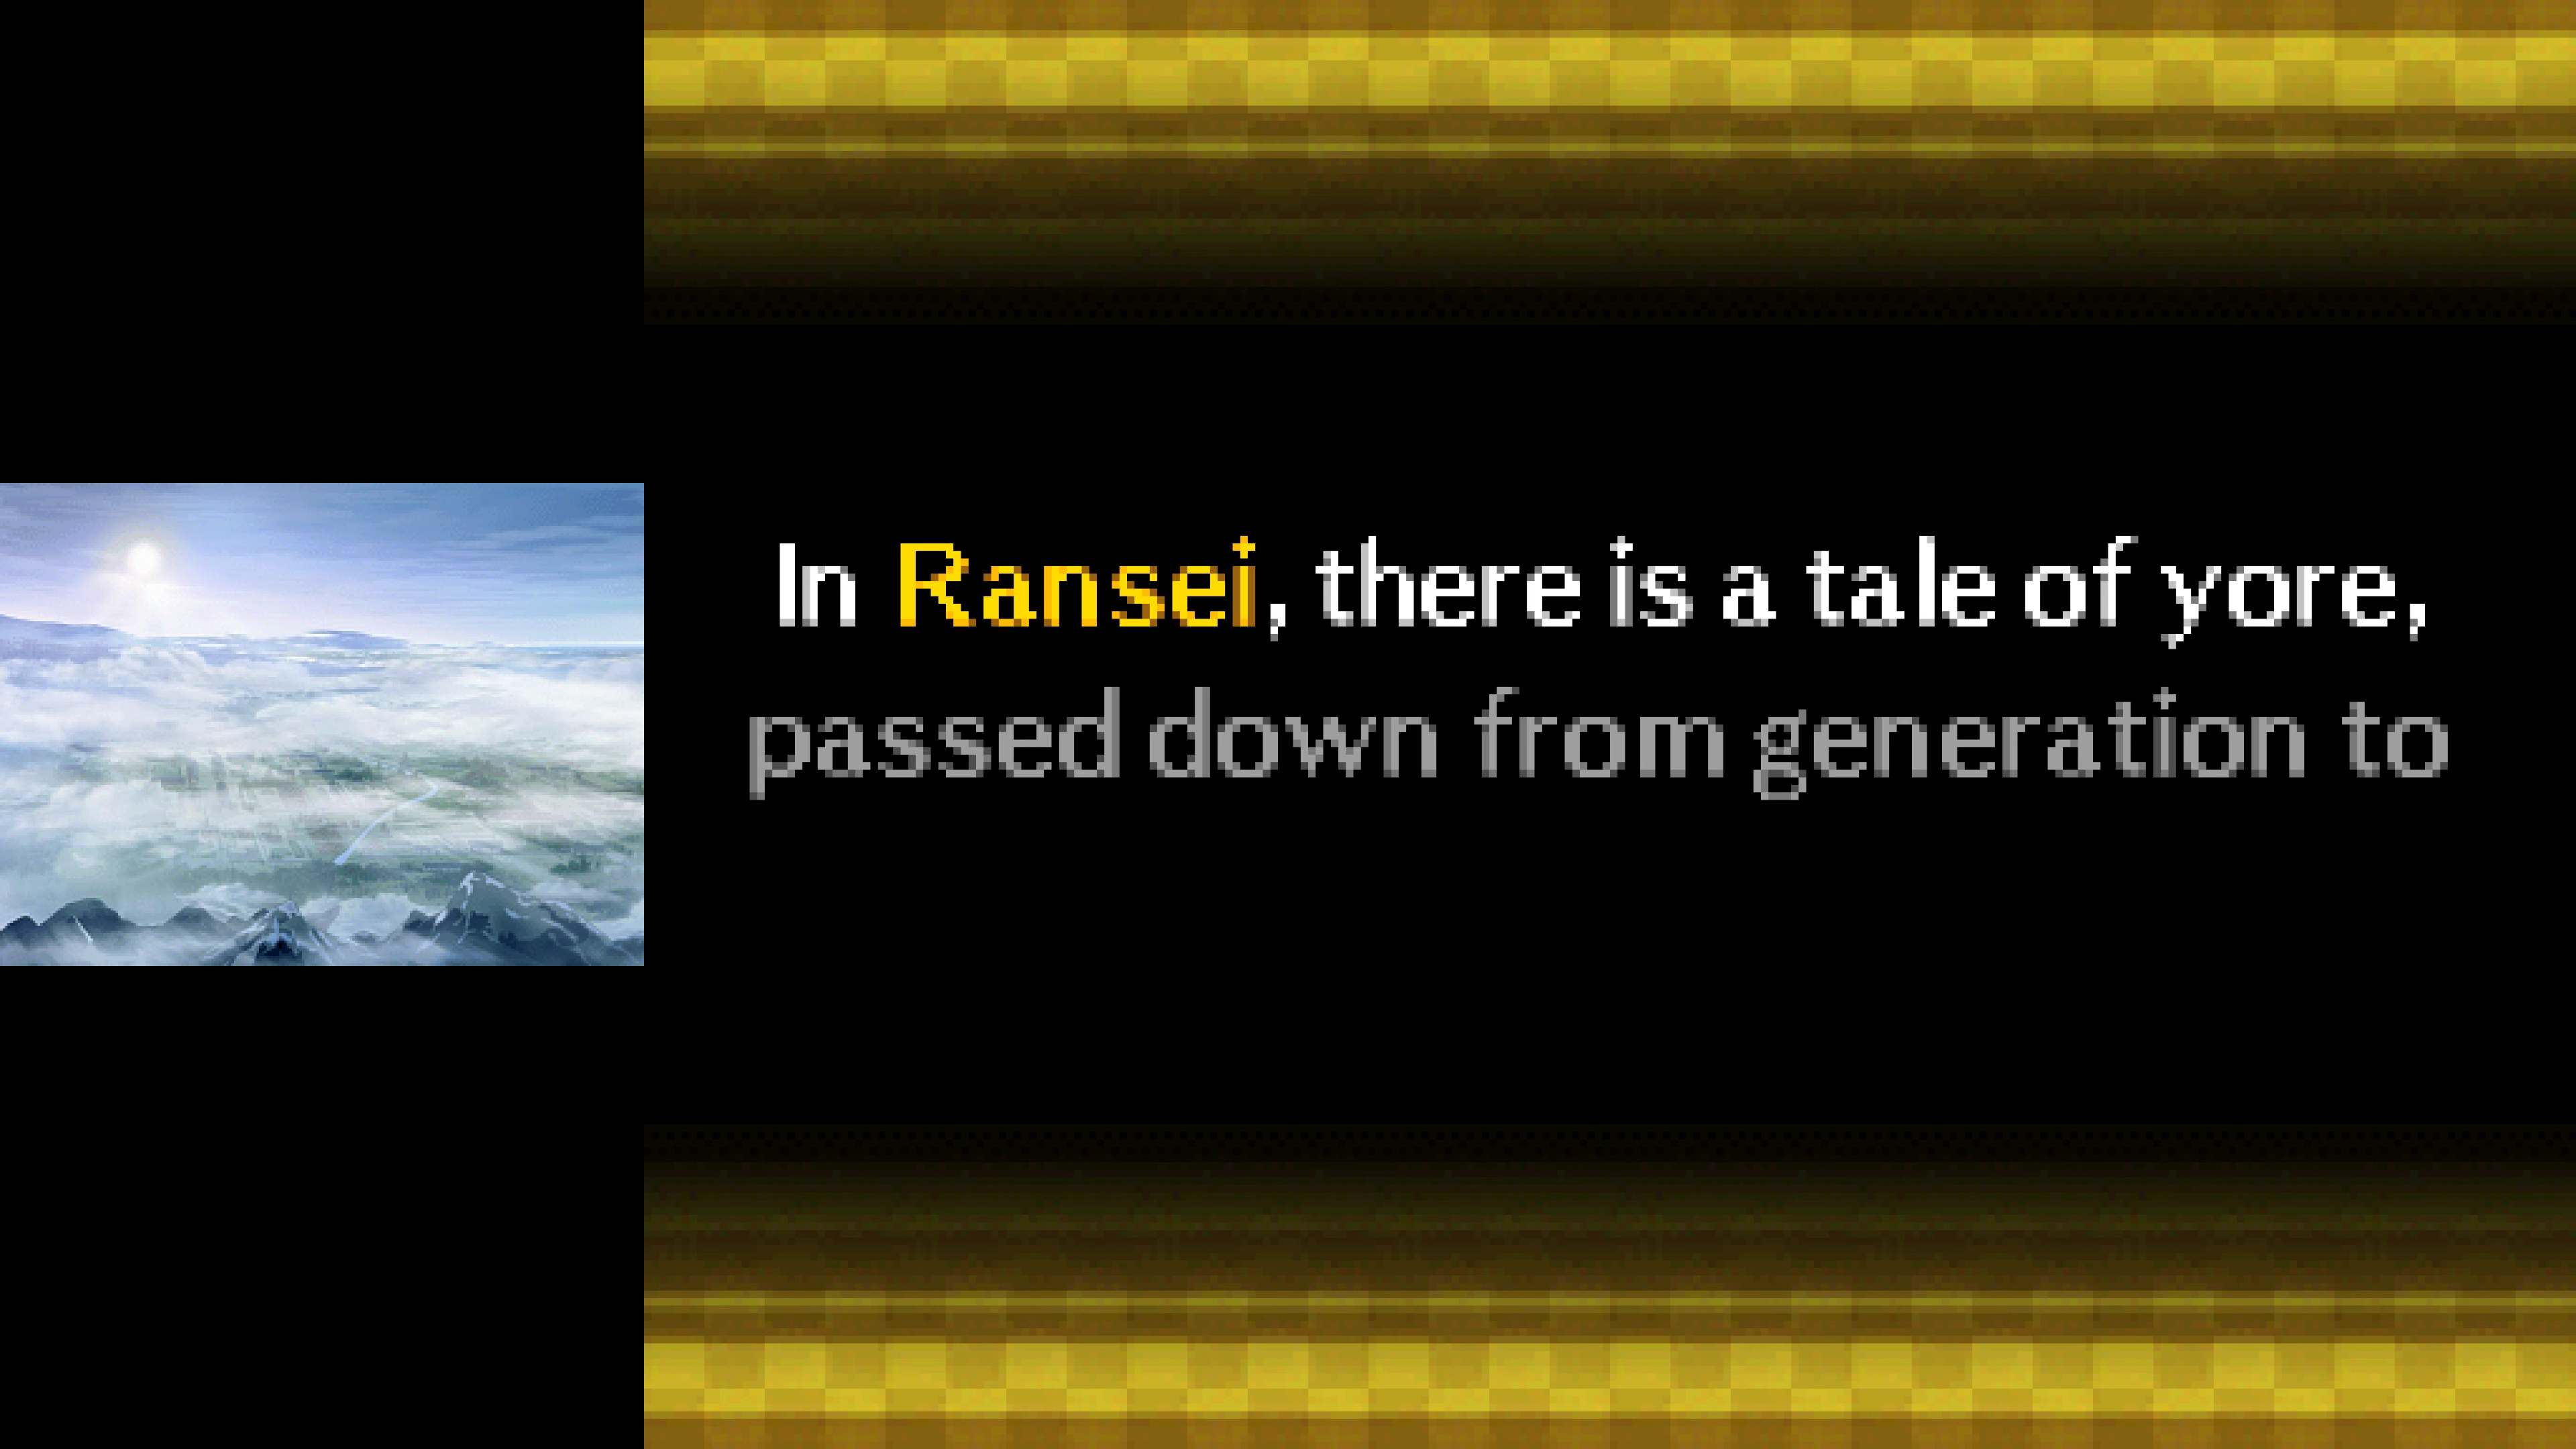 In Ransei, there is a tale of yore,
passed down from generation to